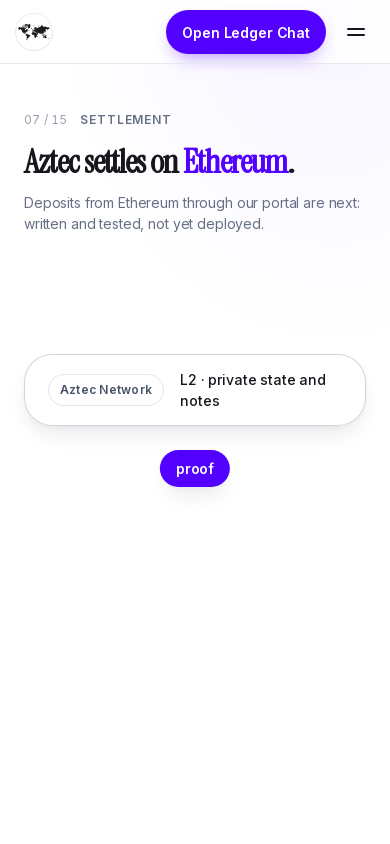 Open Ledger Chat
07 / 15 SETTLEMENT
Aztec settles on Ethereum.
Deposits from Ethereum through our portal are next:
written and tested, not yet deployed.
Aztec Network
L2 · private state and
notes
proof